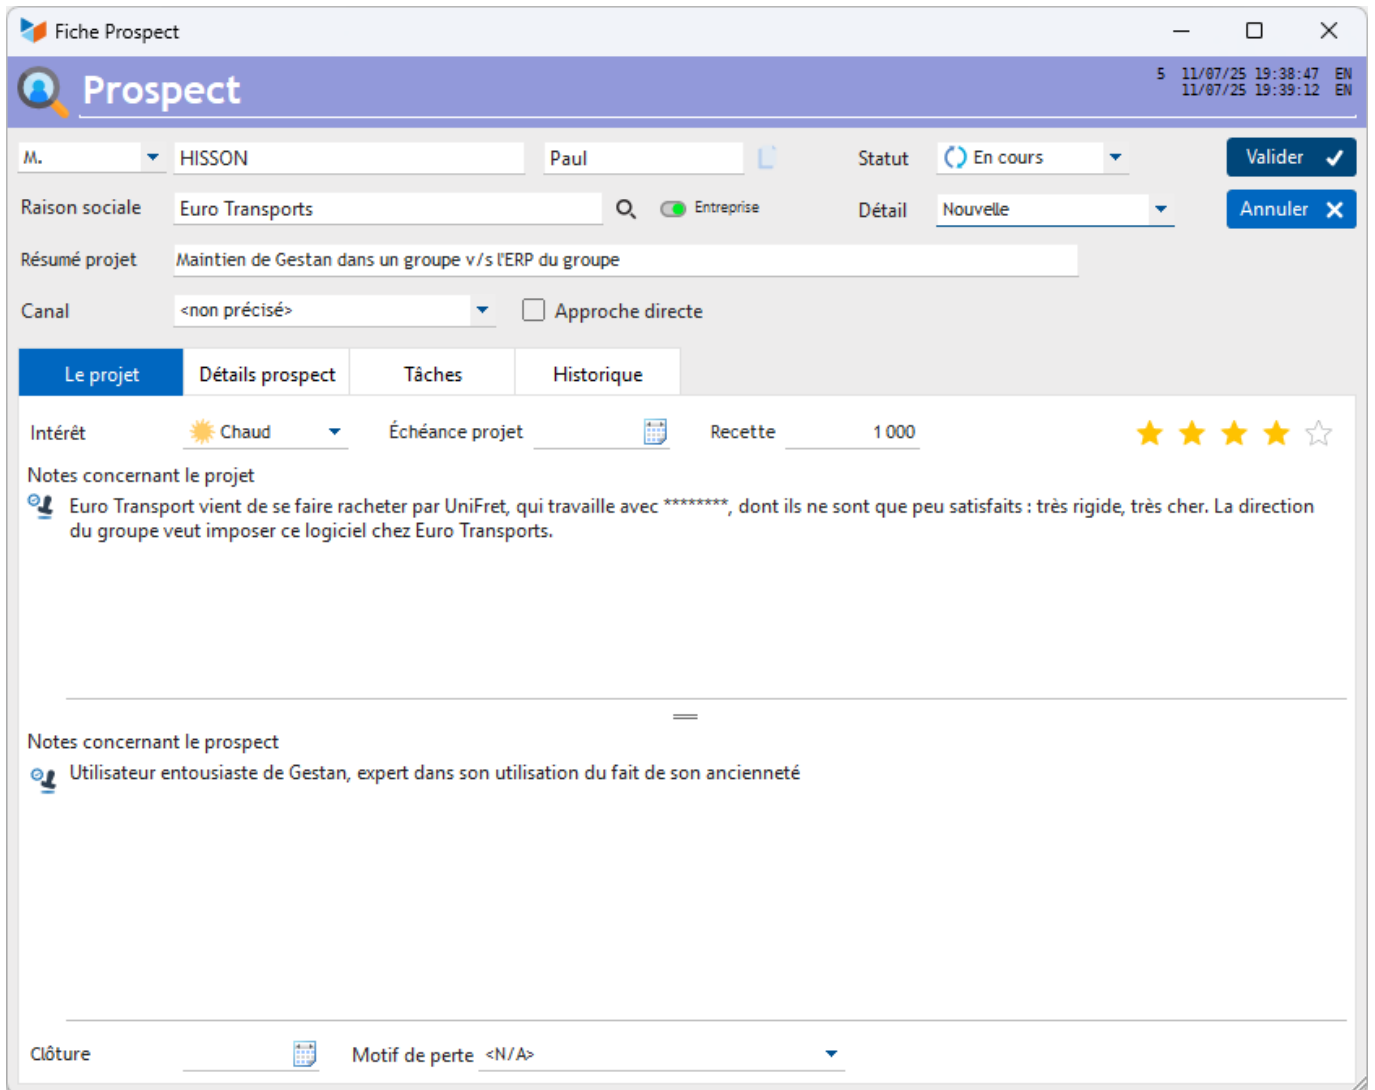 Fiche Prospect
Prospect
5 11/07/25 19:38:47 EN
11/07/25 19:39:12 EN
M. HISSON Paul Statut En cours Valider
Raison sociale Euro Transports Entreprise Détail Nouvelle Annuler
Résumé projet Maintien de Gestan dans un groupe v/s l'ERP du groupe
Canal <non précisé> Approche directe
Le projet Détails prospect Tâches Historique
Intérêt Chaud Échéance projet Recette 1 000
Notes concernant le projet
Euro Transport vient de se faire racheter par UniFret, qui travaille avec ********, dont ils ne sont que peu satisfaits : très rigide, très cher. La direction
du groupe veut imposer ce logiciel chez Euro Transports.
Notes concernant le prospect
Utilisateur entousiaste de Gestan, expert dans son utilisation du fait de son ancienneté
Clôture Motif de perte <N/A>